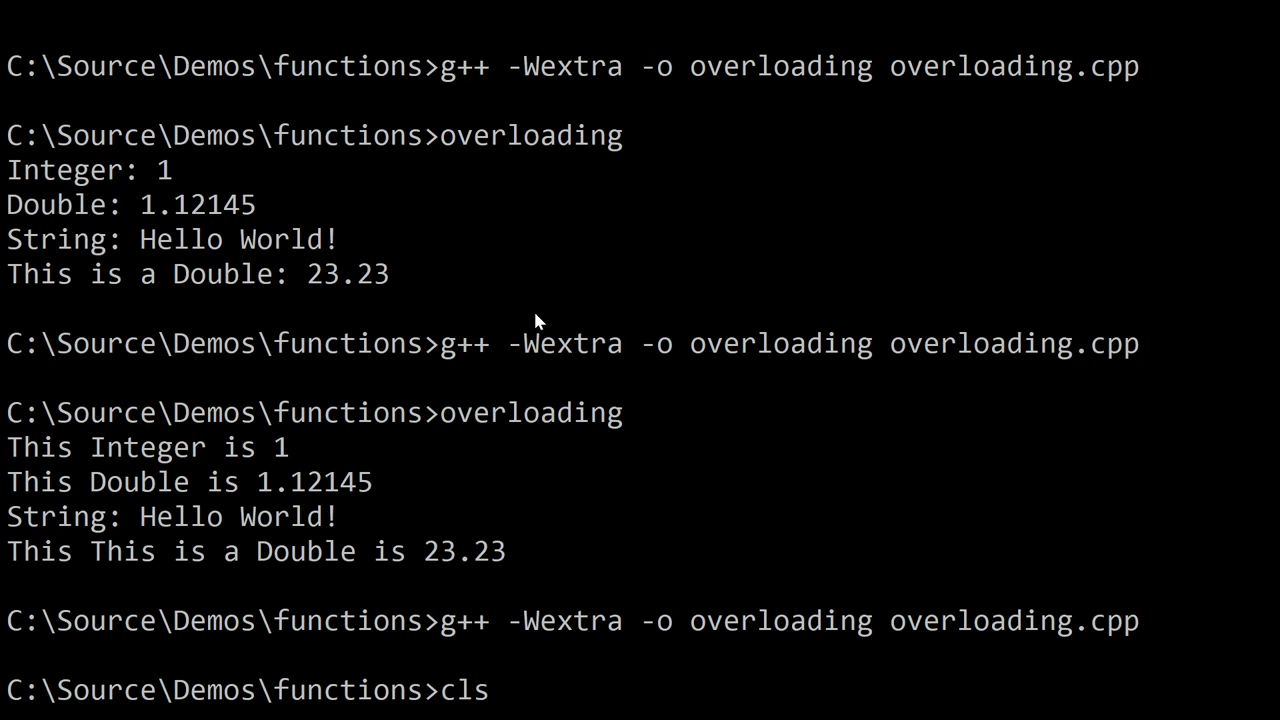 C:\Source\Demos\functions>g++ -Wextra -o overloading overloading.cpp
C:\Source\Demos\functions>overloading
Integer: 1
Double: 1.12145
String: Hello World!
This is a Double: 23.23
C:\Source\Demos\functions>g++ -Wextra -o overloading overloading.cpp
C:\Source\Demos\functions>overloading
This Integer is 1
This Double is 1.12145
String: Hello World!
This This is a Double is 23.23
C:\Source\Demos\functions>g++ -Wextra -o overloading overloading.cpp
C:\Source\Demos\functions>cls